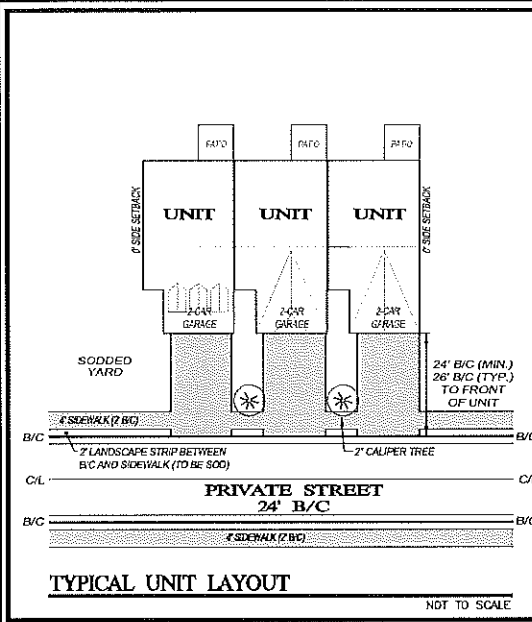 PATIO PATIO PATIO
0' SIDE SETBACK
UNIT UNIT UNIT
0' SIDE SETBACK
2-CAR GARAGE
2-CAR GARAGE
2-CAR GARAGE
SODDED
YARD
24' B/C (MIN.)
26' B/C (TYP.)
TO FRONT
OF UNIT
4' SIDEWALK (2' B/C)
B/C B/C
2' LANDSCAPE STRIP BETWEEN
B/C AND SIDEWALK (TO BE SOD)
2" CALIPER TREE
C/L C/
PRIVATE STREET
24' B/C
B/C B/C
4' SIDEWALK (2' B/C)
TYPICAL UNIT LAYOUT
NOT TO SCALE